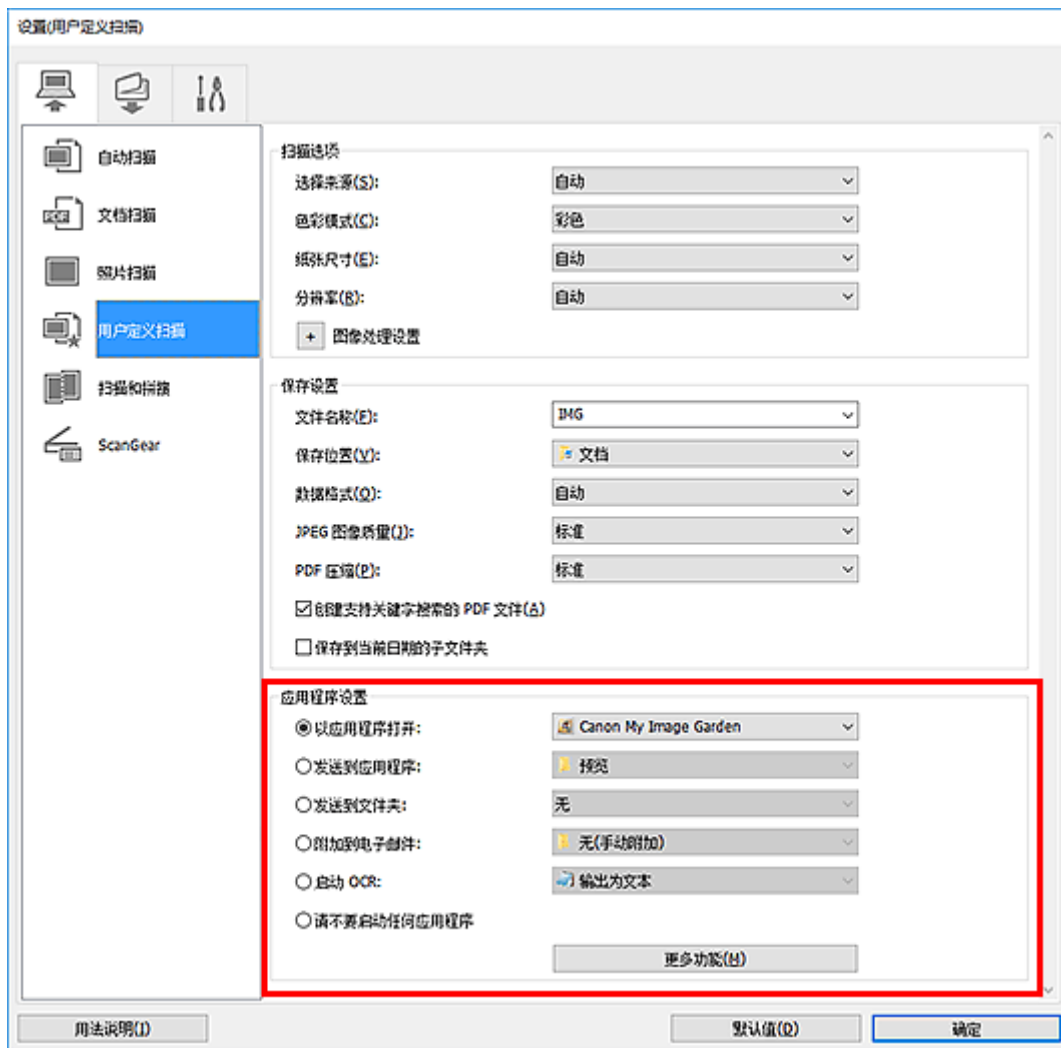 设置(用户定义扫描)
自动扫描
文档扫描
照片扫描
用户定义扫描
扫描和拼接
ScanGear
扫描选项
选择来源(S): 自动
色彩模式(C): 彩色
纸张尺寸(E): 自动
分辨率(R): 自动
+ 图像处理设置
保存设置
文件名称(F): IMG
保存位置(V): 文档
数据格式(O): 自动
JPEG 图像质量(J): 标准
PDF 压缩(P): 标准
创建支持关键字搜索的 PDF 文件(A)
保存到当前日期的子文件夹
应用程序设置
以应用程序打开: Canon My Image Garden
发送到应用程序: 预览
发送到文件夹: 无
附加到电子邮件: 无(手动附加)
启动 OCR: 输出为文本
请不要启动任何应用程序
更多功能(H)
用法说明(I) 默认值(D) 确定